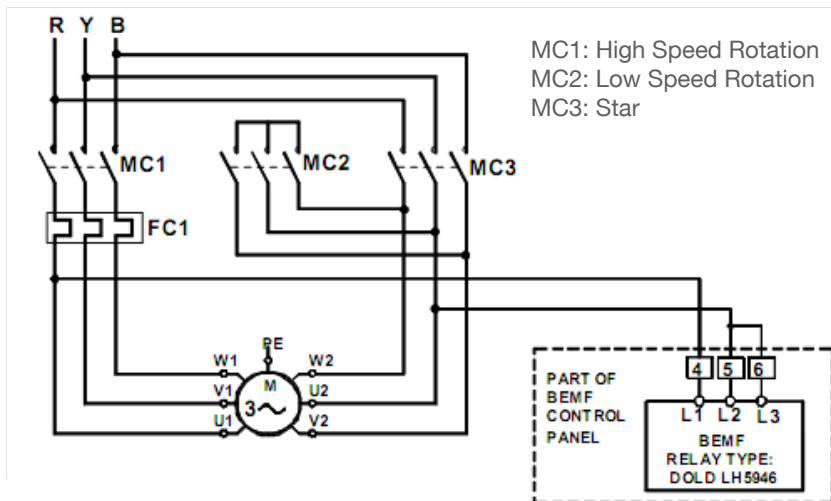 R Y B
MC1: High Speed Rotation
MC2: Low Speed Rotation
MC3: Star
MC1
MC2
MC3
FC1
PE
W1
W2
M
V1
3~
U2
U1
V2
4
5
6
PART OF
BEMF
CONTROL
PANEL
L1 L2 L3
BEMF
RELAY TYPE:
DOLD LH5946